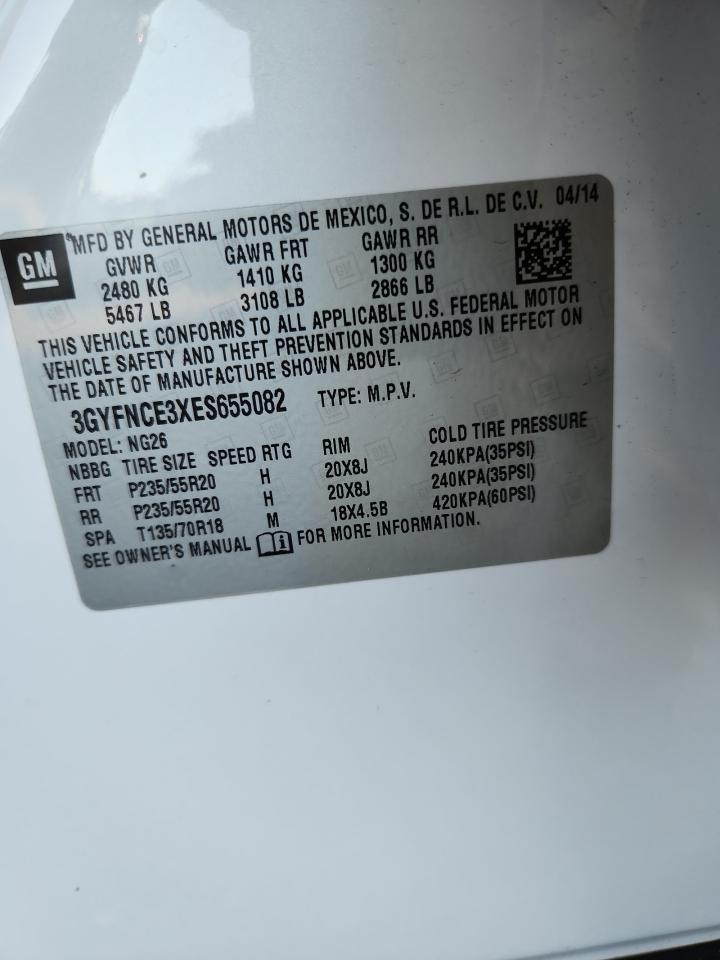 GM
MFD BY GENERAL MOTORS DE MEXICO, S. DE R.L. DE C.V. 04/14
GVWR GAWR FRT GAWR RR
2480 KG 1410 KG 1300 KG
5467 LB 3108 LB 2866 LB
THIS VEHICLE CONFORMS TO ALL APPLICABLE U.S. FEDERAL MOTOR
VEHICLE SAFETY AND THEFT PREVENTION STANDARDS IN EFFECT ON
THE DATE OF MANUFACTURE SHOWN ABOVE.
3GYFNCE3XES655082 TYPE: M.P.V.
MODEL: NG26
NBBG TIRE SIZE SPEED RTG RIM COLD TIRE PRESSURE
FRT P235/55R20 H 20X8J 240KPA(35PSI)
RR P235/55R20 H 20X8J 240KPA(35PSI)
SPA T135/70R18 M 18X4.5B 420KPA(60PSI)
SEE OWNER'S MANUAL FOR MORE INFORMATION.